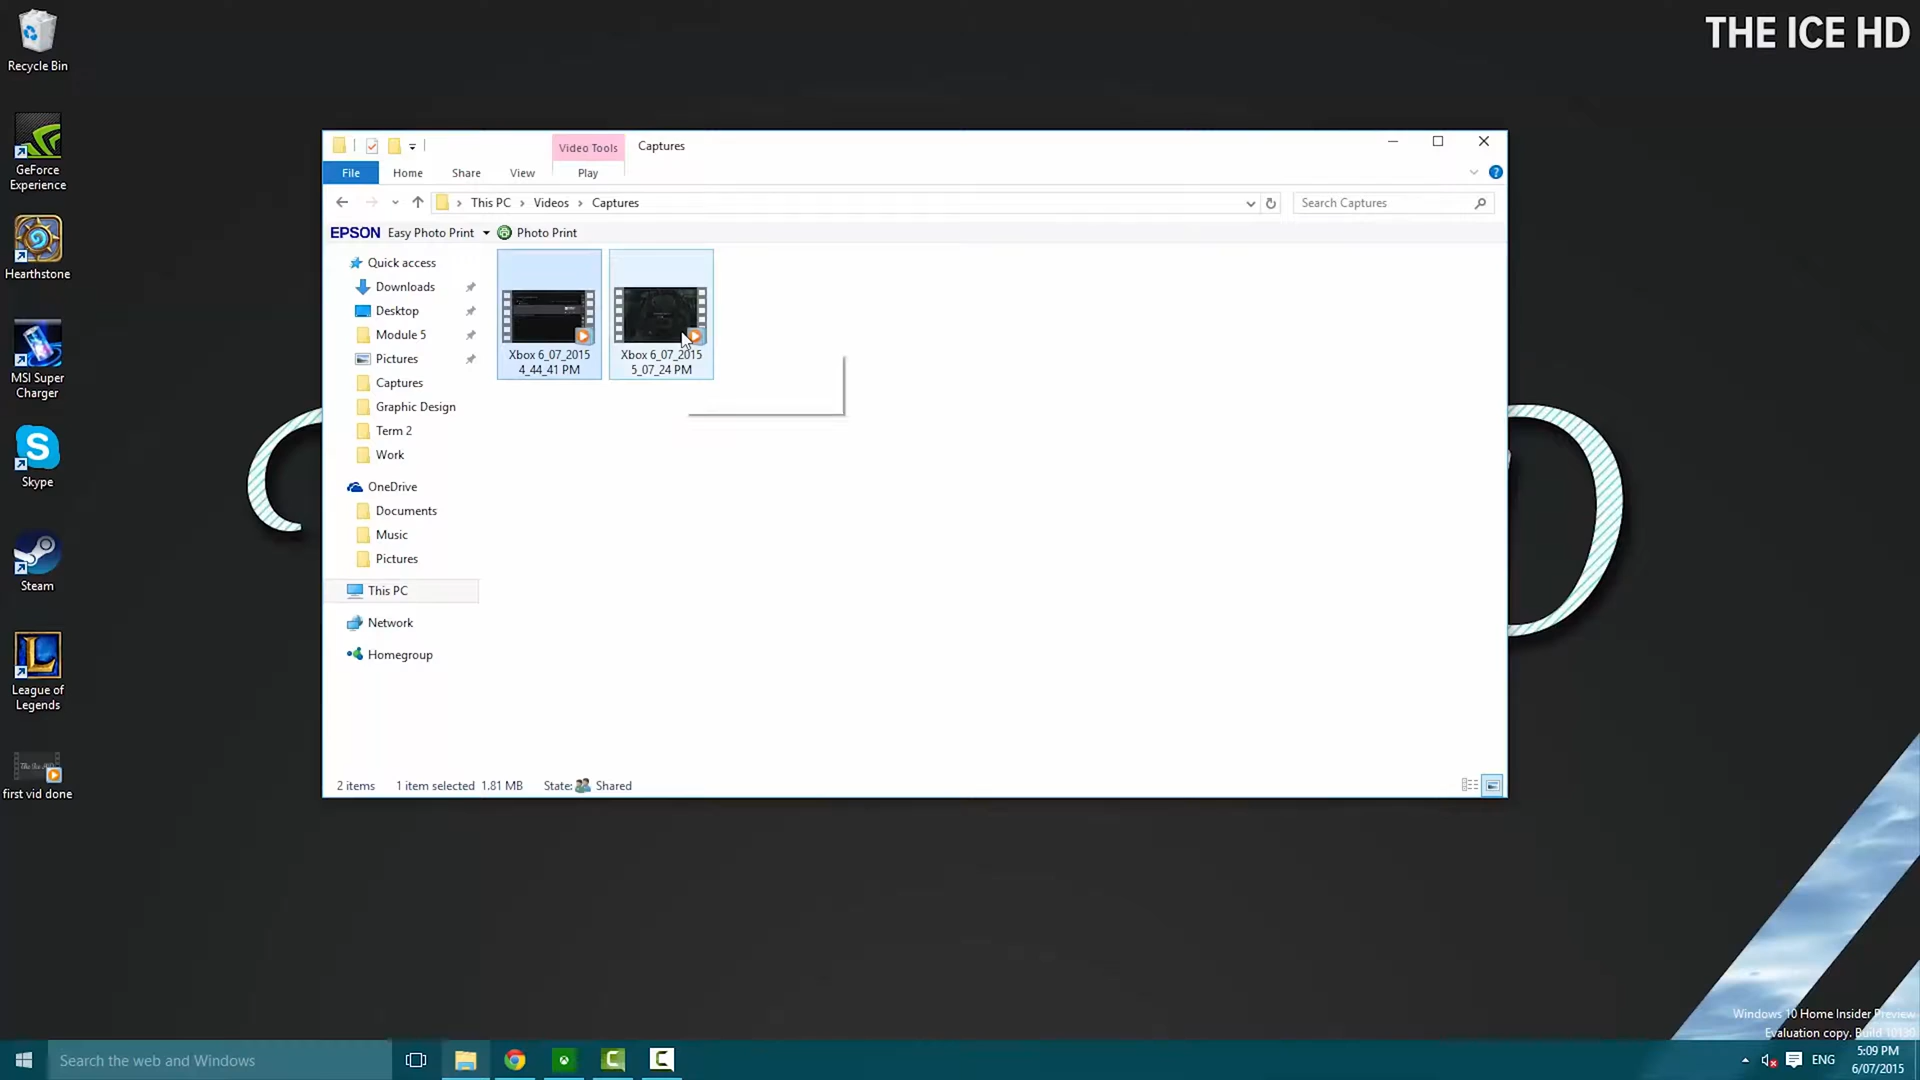 THE ICE HD
Recycle Bin
GeForce
Experience
Hearthstone
MSI Super
Charger
Skype
Steam
League of
Legends
first vid done
Video Tools
Captures
File
Home
Share
View
Play
This PC
Videos
Captures
Search Captures
EPSON
Easy Photo Print
Photo Print
Quick access
Downloads
Desktop
Module 5
Pictures
Captures
Graphic Design
Term 2
Work
OneDrive
Documents
Music
Pictures
This PC
Network
Homegroup
Xbox 6_07_2015
4_44_41 PM
Xbox 6_07_2015
5_07_24 PM
2 items
1 item selected 1.81 MB
State: Shared
Windows 10 Home Insider Preview
Evaluation copy. Build 10130
Search the web and Windows
ENG
5:09 PM
6/07/2015